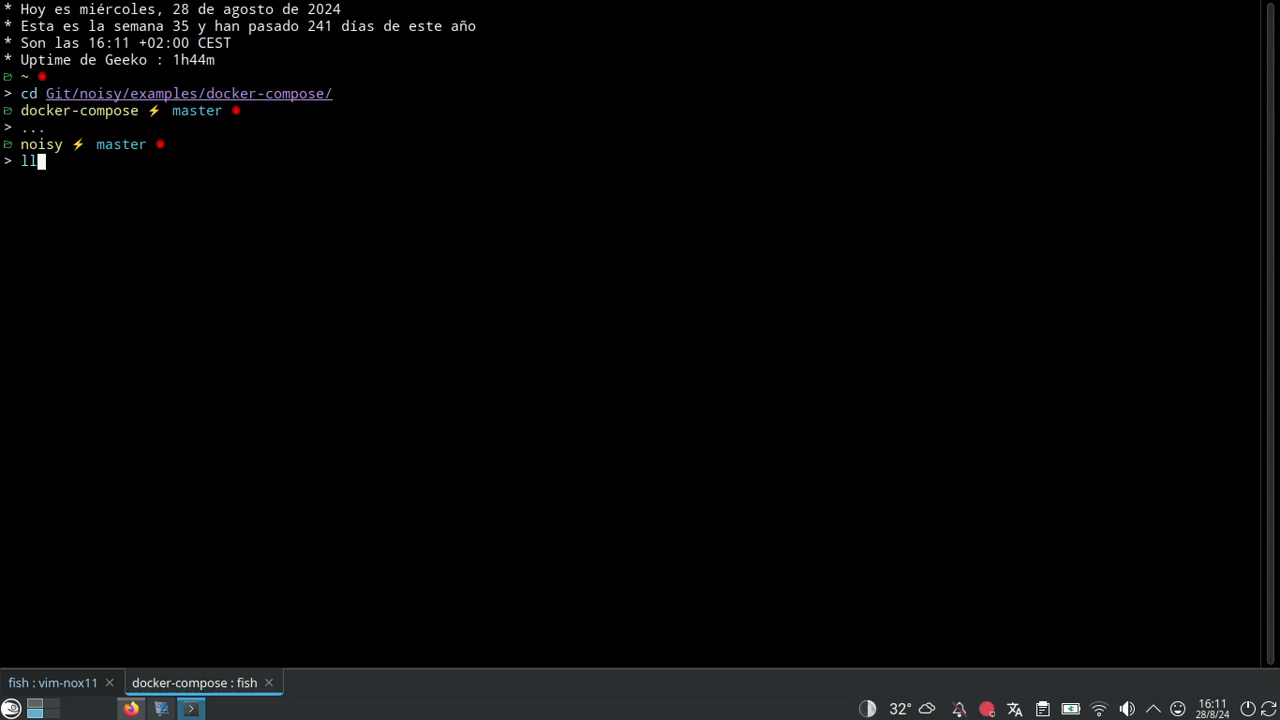 * Hoy es miércoles, 28 de agosto de 2024
* Esta es la semana 35 y han pasado 241 días de este año
* Son las 16:11 +02:00 CEST
* Uptime de Geeko : 1h44m
~
> cd Git/noisy/examples/docker-compose/
docker-compose ⚡ master
> ...
noisy ⚡ master
> ll
fish : vim-nox11
docker-compose : fish
32°
16:11
28/8/24